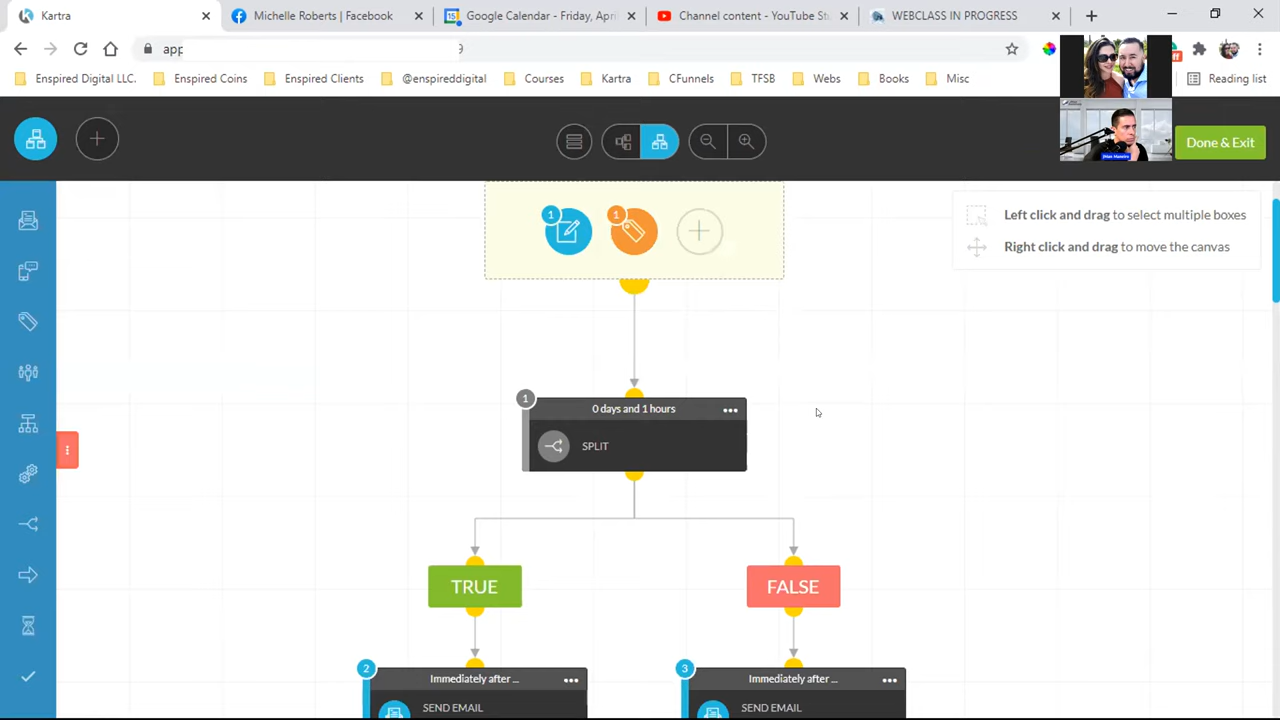 Kartra
Michelle Roberts | Facebook
Google Calendar - Friday, Apri
Channel content - YouTube Stu
WEBCLASS IN PROGRESS
app
Enspired Digital LLC.
Enspired Coins
Enspired Clients
@enspireddigital
Courses
Kartra
CFunnels
TFSB
Webs
Books
Misc
Reading list
Done & Exit
1
1
Left click and drag to select multiple boxes
Right click and drag to move the canvas
1
0 days and 1 hours
SPLIT
TRUE
FALSE
2
Immediately after ...
SEND EMAIL
3
Immediately after ...
SEND EMAIL